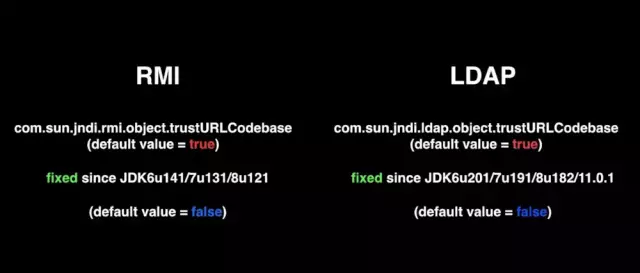 RMI
com.sun.jndi.rmi.object.trustURLCodebase
(default value = true)
fixed since JDK6u141/7u131/8u121
(default value = false)
LDAP
com.sun.jndi.ldap.object.trustURLCodebase
(default value = true)
fixed since JDK6u201/7u191/8u182/11.0.1
(default value = false)